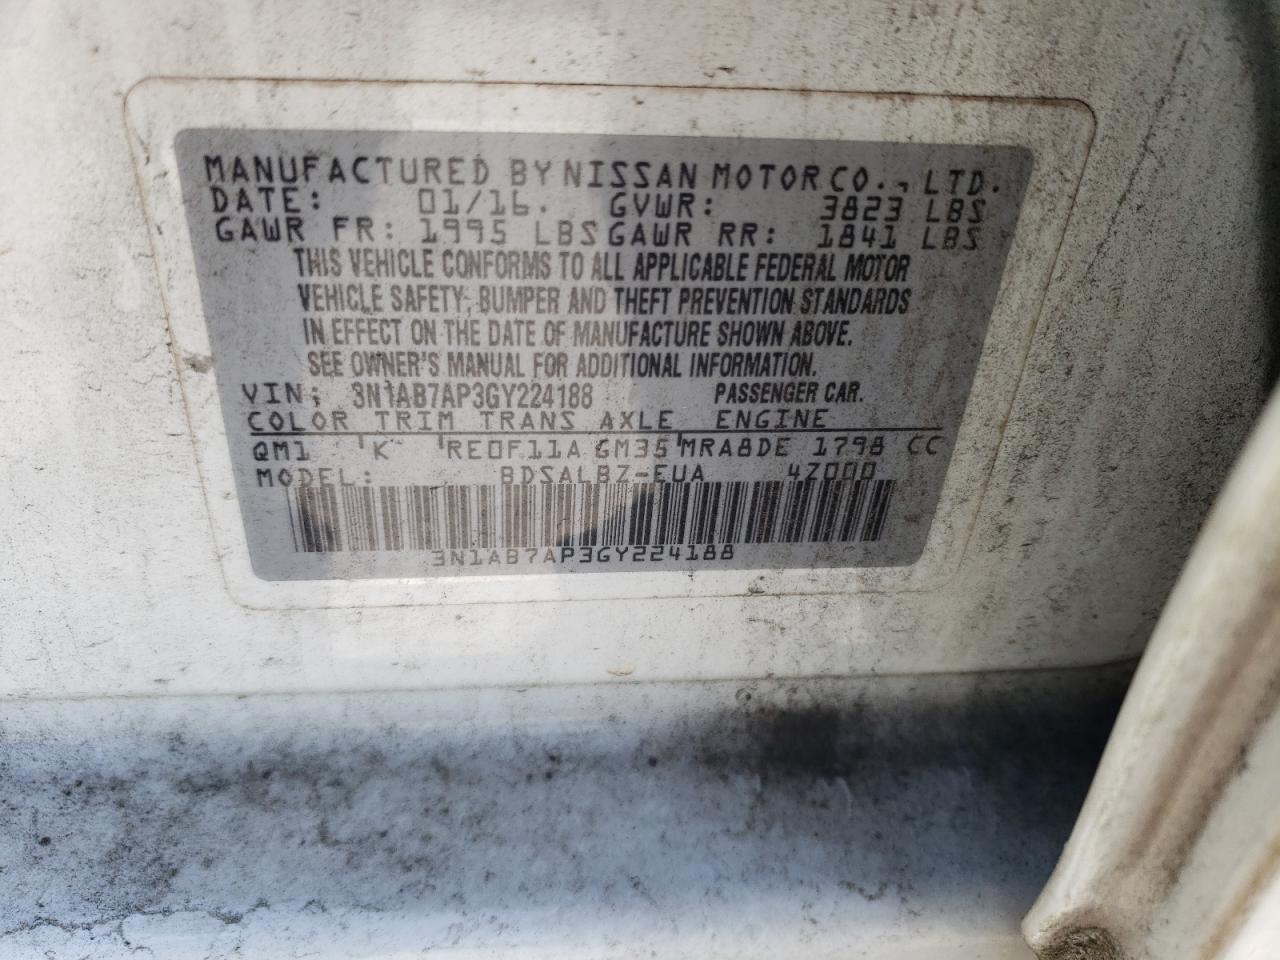 MANUFACTURED BY NISSAN MOTOR CO., LTD.
DATE: 01/16. GVWR: 3823 LBS
GAWR FR: 1995 LBS GAWR RR: 1841 LBS
THIS VEHICLE CONFORMS TO ALL APPLICABLE FEDERAL MOTOR
VEHICLE SAFETY, BUMPER AND THEFT PREVENTION STANDARDS
IN EFFECT ON THE DATE OF MANUFACTURE SHOWN ABOVE.
SEE OWNER'S MANUAL FOR ADDITIONAL INFORMATION.
VIN: 3N1AB7AP3GY224188 PASSENGER CAR.
COLOR TRIM TRANS AXLE ENGINE
QM1 K RE0F11A GM35 MRA8DE 1798 CC
MODEL: BDSALBZ-EUA 4Z000
3N1AB7AP3GY224188